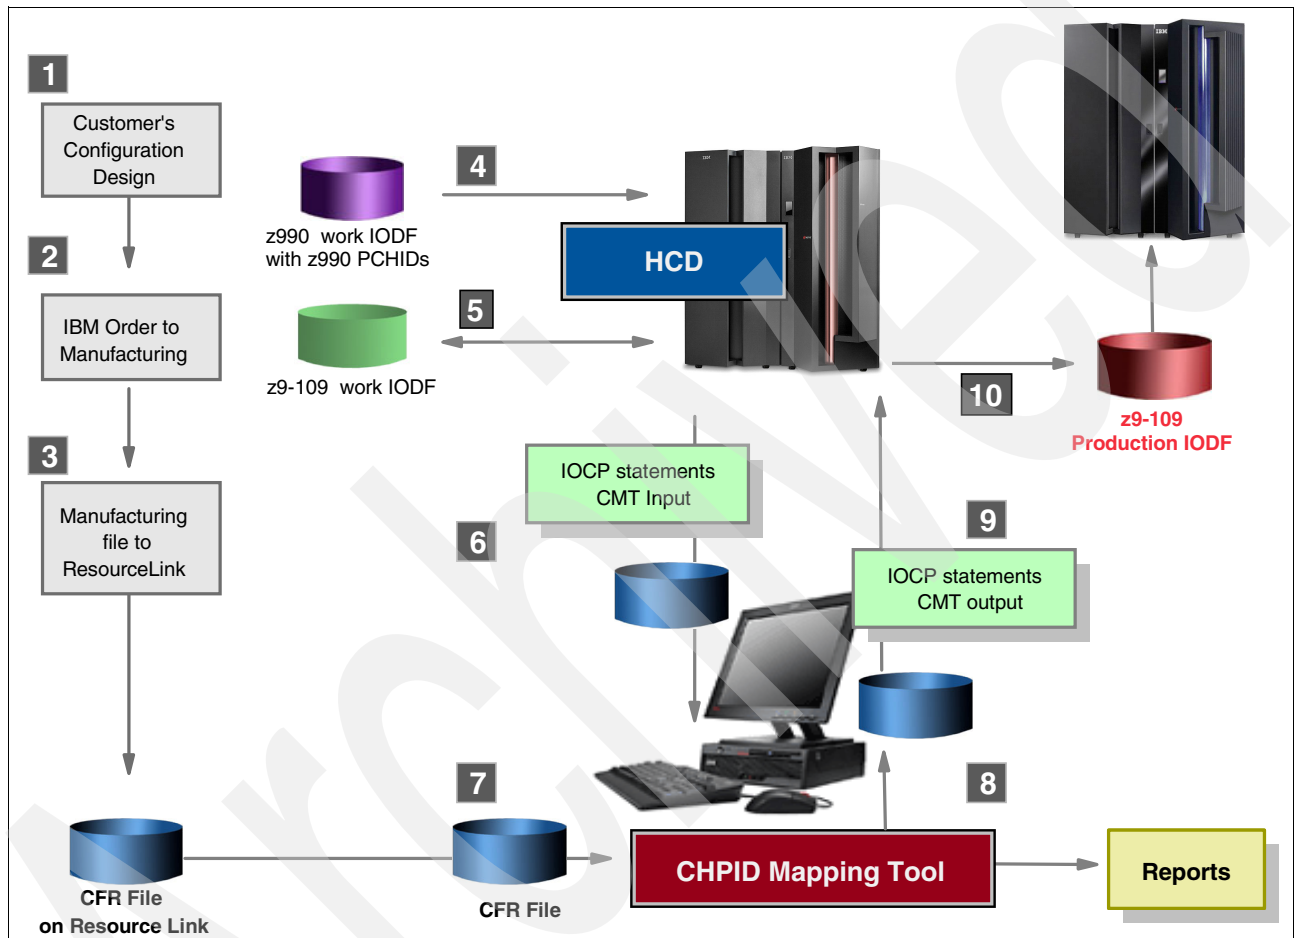 1
Customer's
Configuration
Design
2
IBM Order to
Manufacturing
3
Manufacturing
file to
ResourceLink
CFR File
on Resource Link
4
z990 work IODF
with z990 PCHIDs
5
z9-109 work IODF
HCD
IBM
10
z9-109
Production IODF
IOCP statements
CMT Input
6
9
IOCP statements
CMT output
7
CFR File
8
CHPID Mapping Tool
Reports
Archived